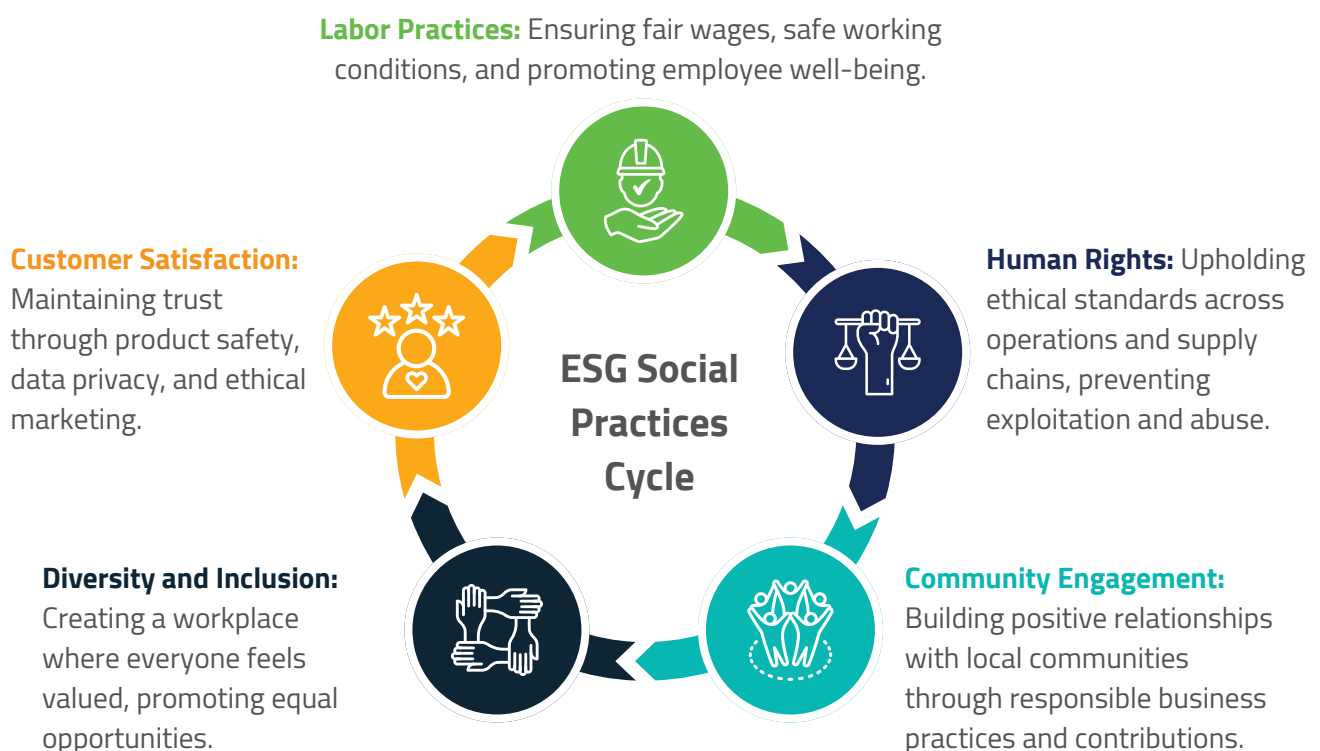 Labor Practices: Ensuring fair wages, safe working
conditions, and promoting employee well-being.
Human Rights: Upholding
ethical standards across
operations and supply
chains, preventing
exploitation and abuse.
Community Engagement:
Building positive relationships
with local communities
through responsible business
practices and contributions.
Diversity and Inclusion:
Creating a workplace
where everyone feels
valued, promoting equal
opportunities.
Customer Satisfaction:
Maintaining trust
through product safety,
data privacy, and ethical
marketing.
ESG Social
Practices
Cycle